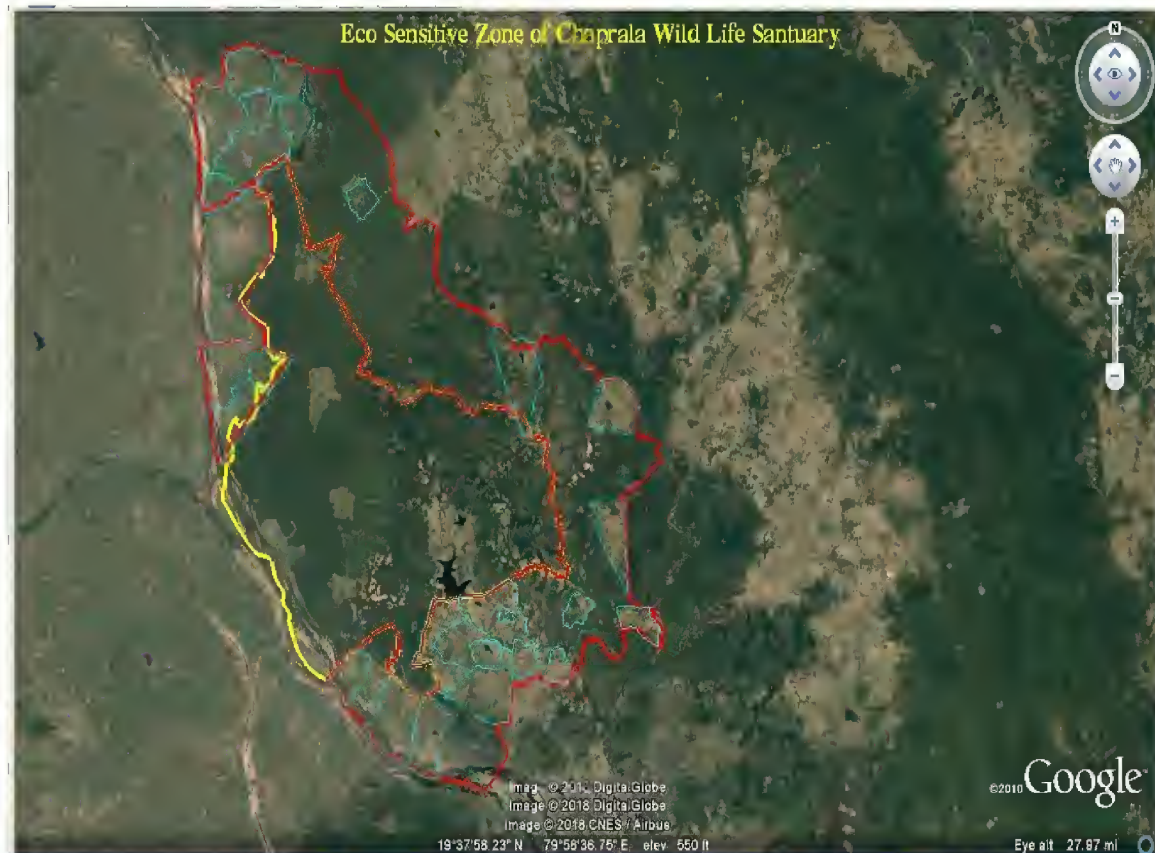 Eco Sensitive Zone of Chaprala Wild Life Santuary
N
Image © 2018 DigitalGlobe
Image © 2018 CNES / Airbus
©2010 Google
19°37'58.23" N 79°56'36.75" E elev 550 ft
Eye alt 27.97 mi